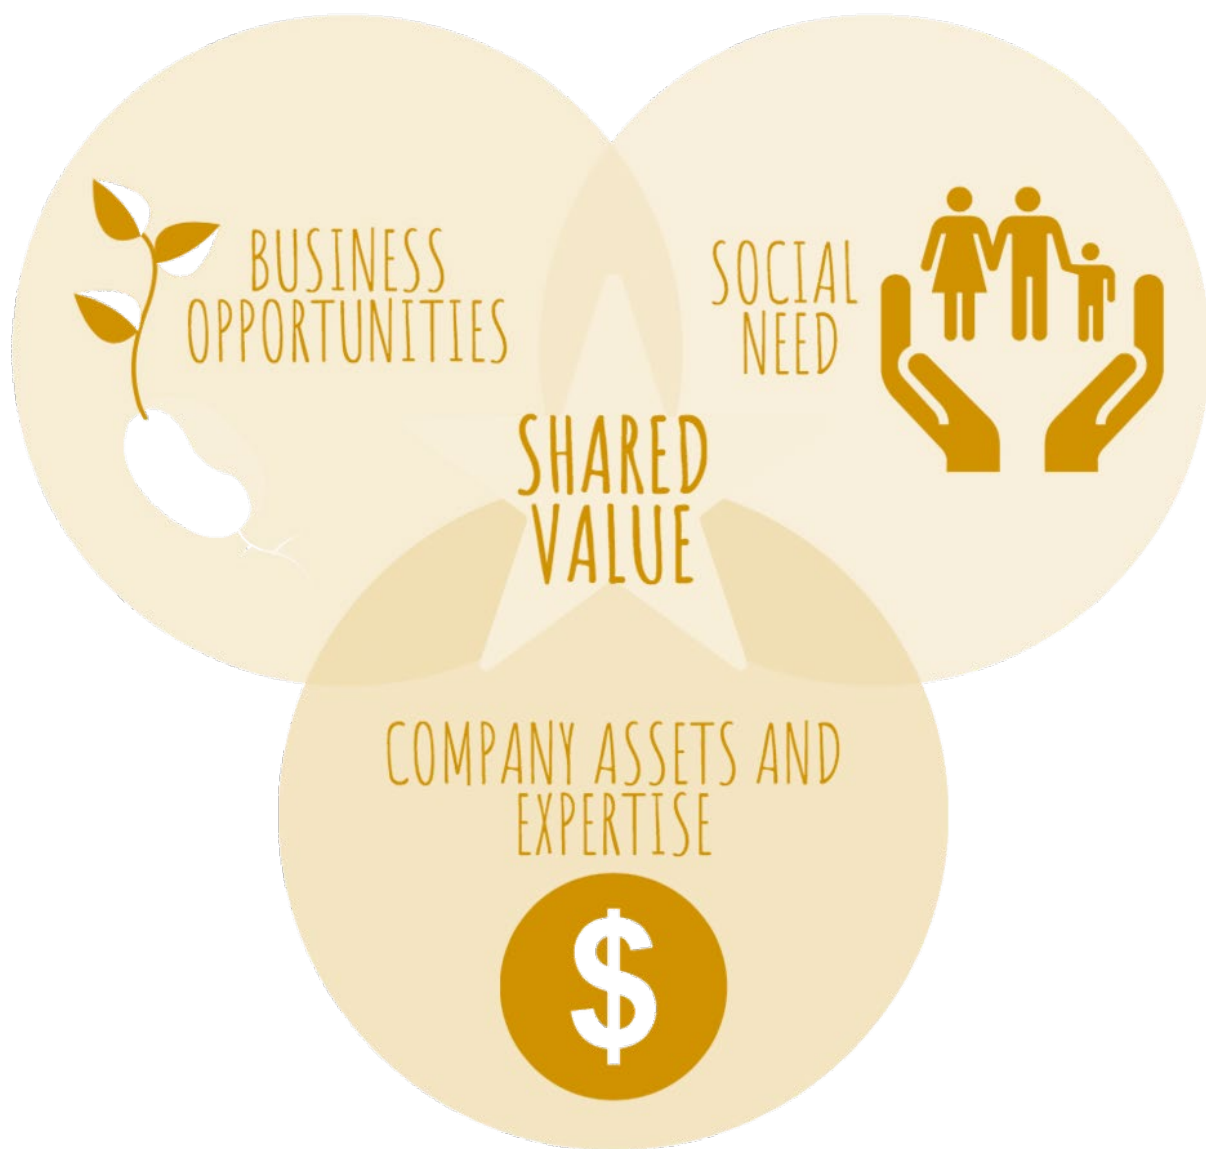 BUSINESS
OPPORTUNITIES
SOCIAL
NEED
SHARED
VALUE
COMPANY ASSETS AND
EXPERTISE
$